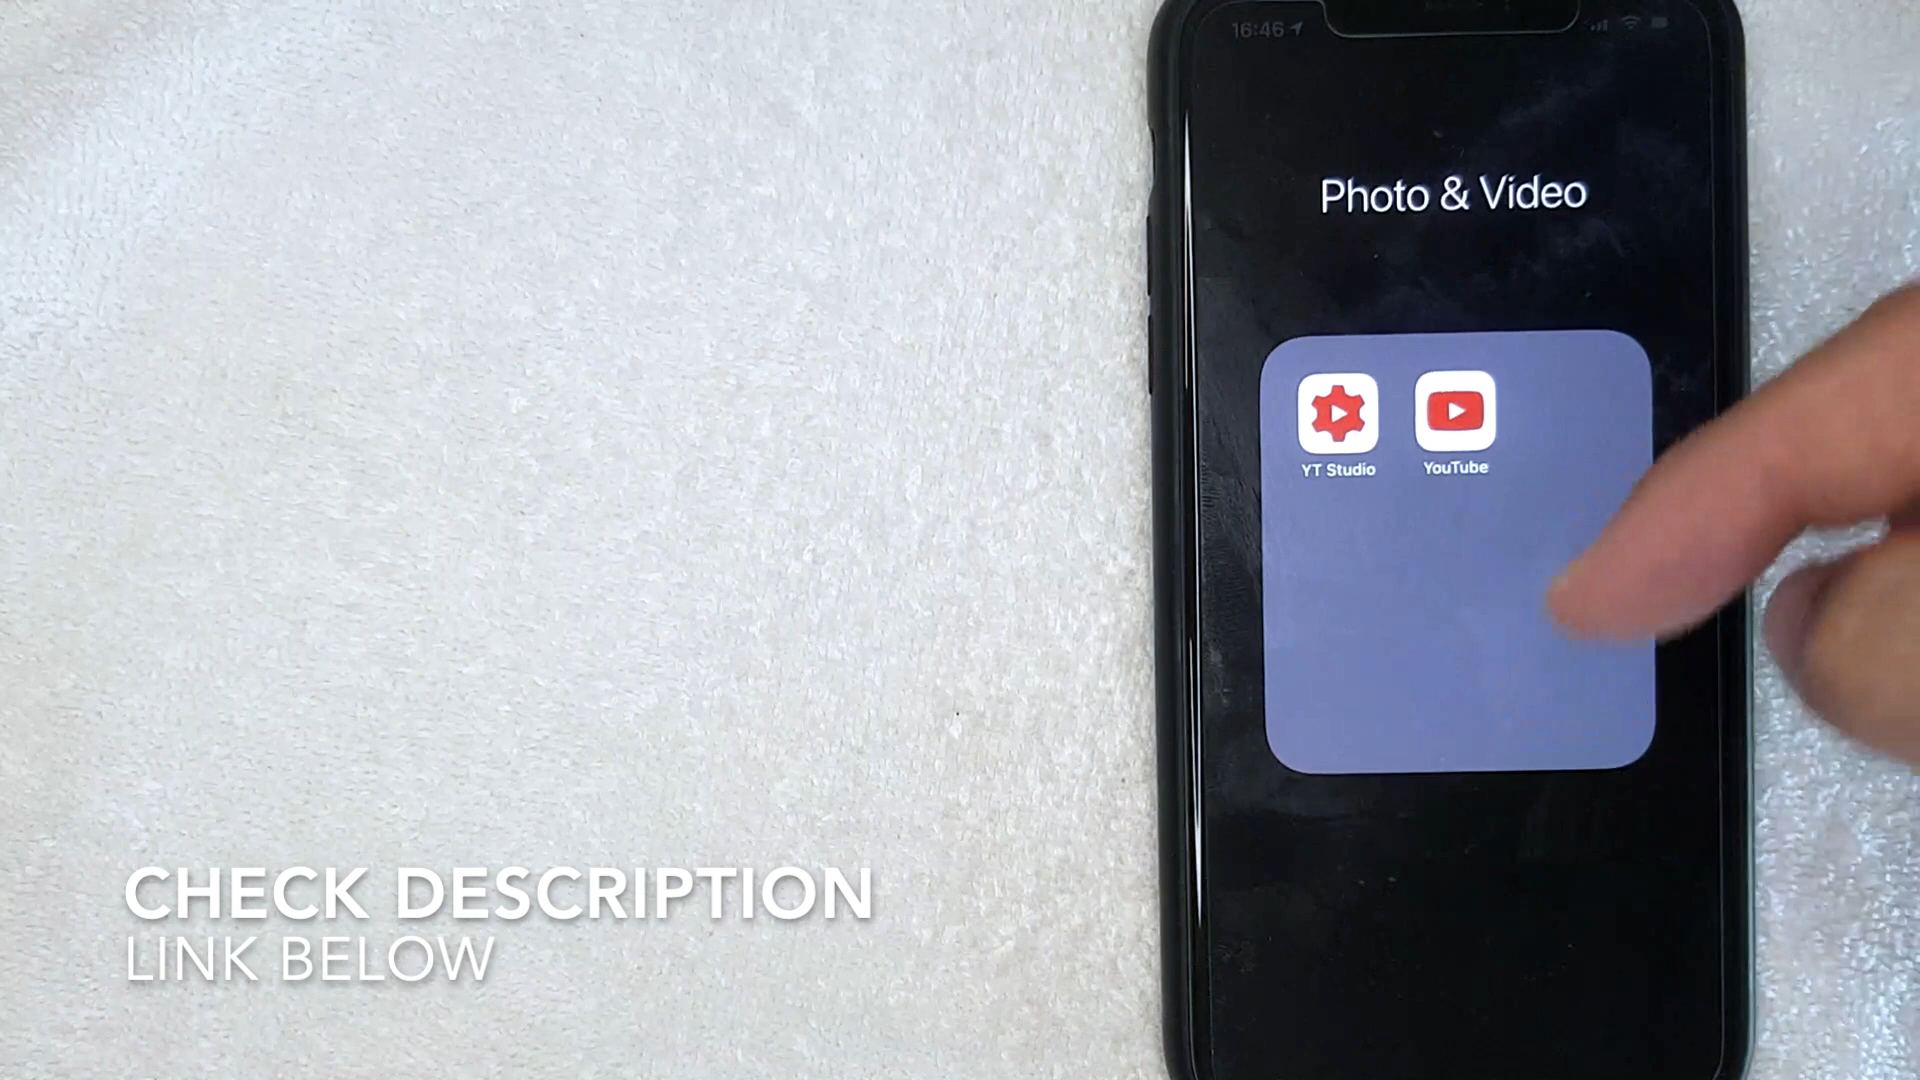 16:46
Photo & Video
YT Studio
YouTube
CHECK DESCRIPTION
LINK BELOW